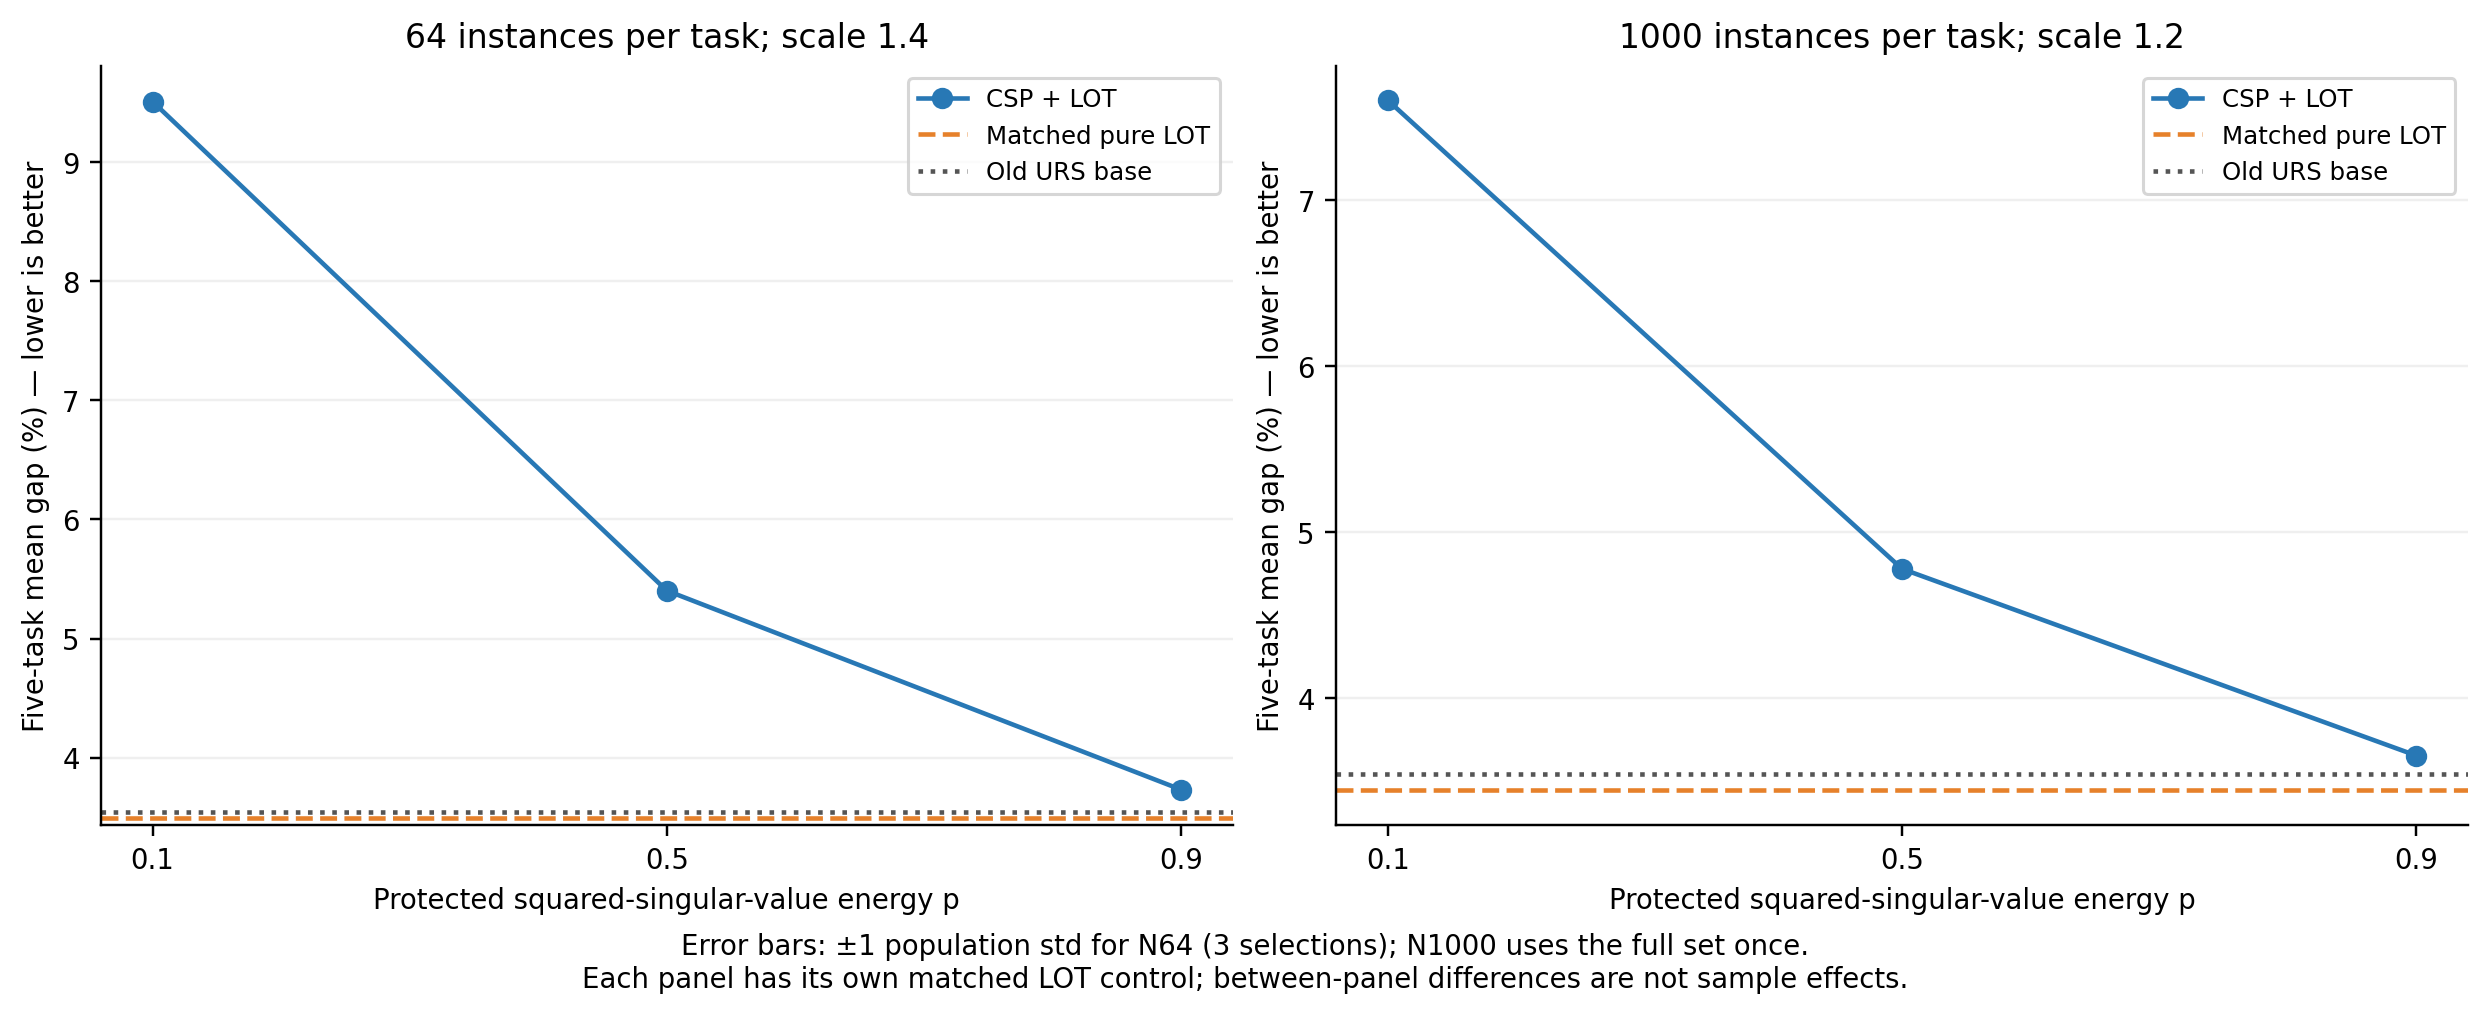 64 instances per task; scale 1.4
Five-task mean gap (%) — lower is better
9
8
7
6
5
4
CSP + LOT
Matched pure LOT
Old URS base
0.1
0.5
0.9
Protected squared-singular-value energy p
1000 instances per task; scale 1.2
Five-task mean gap (%) — lower is better
7
6
5
4
CSP + LOT
Matched pure LOT
Old URS base
0.1
0.5
0.9
Protected squared-singular-value energy p
Error bars: ±1 population std for N64 (3 selections); N1000 uses the full set once.
Each panel has its own matched LOT control; between-panel differences are not sample effects.